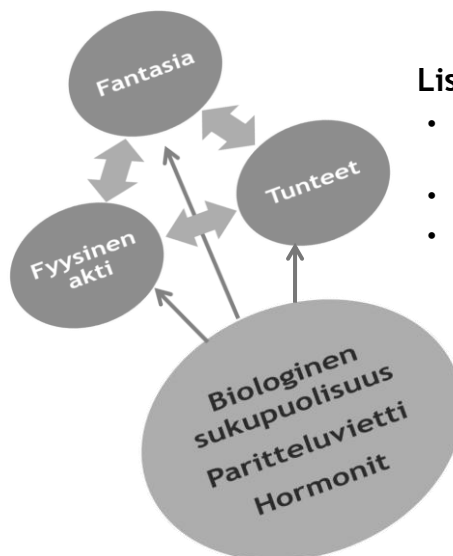 Fantasia
Lis
•
Tunteet
•
•
Fyysinen
akti
Biologinen
sukupuolisuus
Paritteluvietti
Hormonit